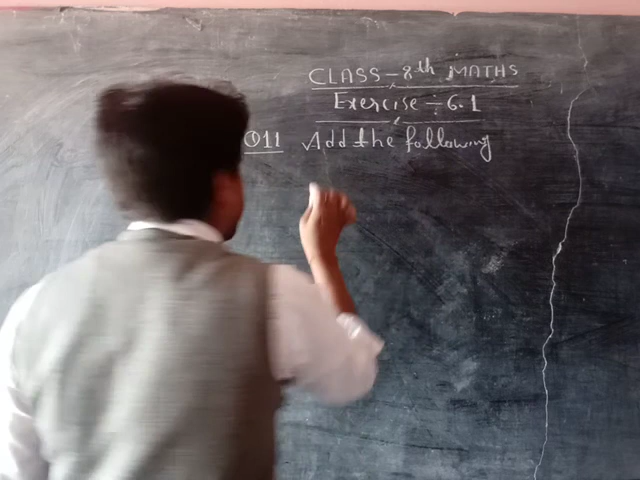 CLASS - 8th MATHS
Exercise ÷ 6.1
Q11 Add the following